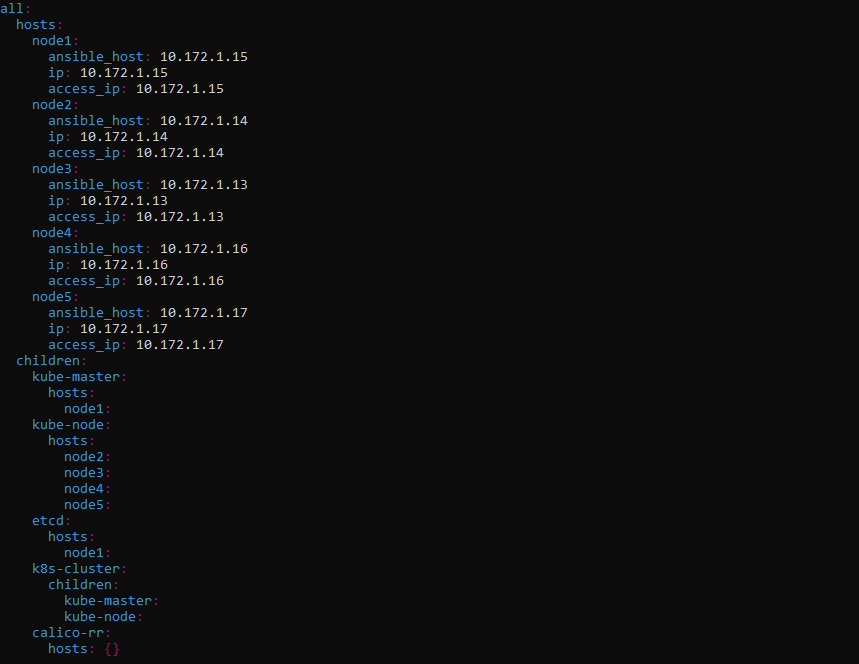 all:
  hosts:
    node1:
      ansible_host: 10.172.1.15
      ip: 10.172.1.15
      access_ip: 10.172.1.15
    node2:
      ansible_host: 10.172.1.14
      ip: 10.172.1.14
      access_ip: 10.172.1.14
    node3:
      ansible_host: 10.172.1.13
      ip: 10.172.1.13
      access_ip: 10.172.1.13
    node4:
      ansible_host: 10.172.1.16
      ip: 10.172.1.16
      access_ip: 10.172.1.16
    node5:
      ansible_host: 10.172.1.17
      ip: 10.172.1.17
      access_ip: 10.172.1.17
  children:
    kube-master:
      hosts:
        node1:
    kube-node:
      hosts:
        node2:
        node3:
        node4:
        node5:
    etcd:
      hosts:
        node1:
    k8s-cluster:
      children:
        kube-master:
        kube-node:
    calico-rr:
      hosts: {}